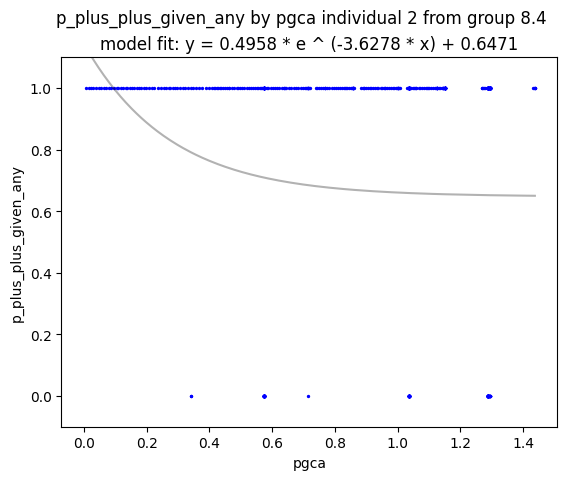 p_plus_plus_given_any by pgca individual 2 from group 8.4
model fit: y = 0.4958 * e ^ (-3.6278 * x) + 0.6471
1.0
0.8
0.6
0.4
0.2
0.0
p_plus_plus_given_any
0.0 0.2 0.4 0.6 0.8 1.0 1.2 1.4
pgca